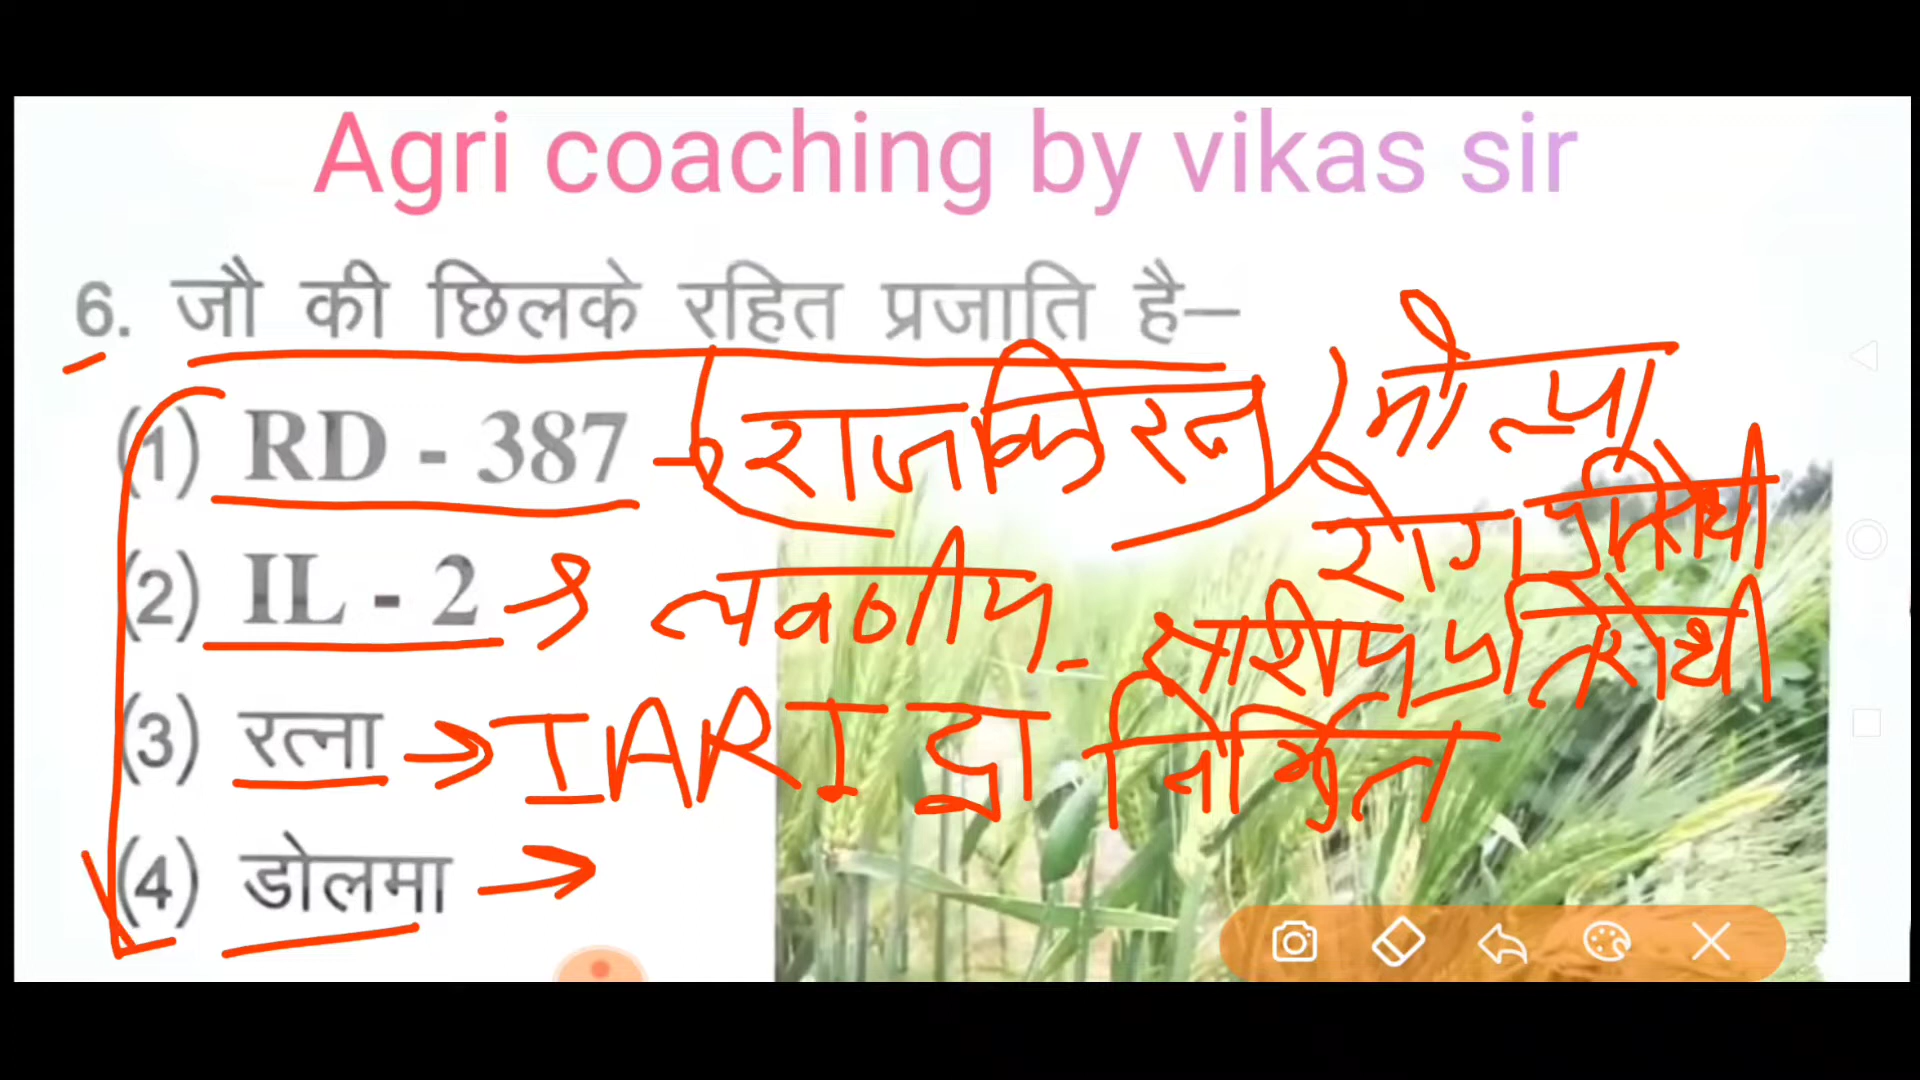 Agri coaching by vikas sir
6. जौ की छिलके रहित प्रजाति है–
(1) RD - 387 → राजकिरन, मोल्या
रोग प्रतिरोधी
(2) IL - 2 → लवणीय - क्षारीय प्रतिरोधी
(3) रत्ना → IARI द्वा
(4) डोलमा →